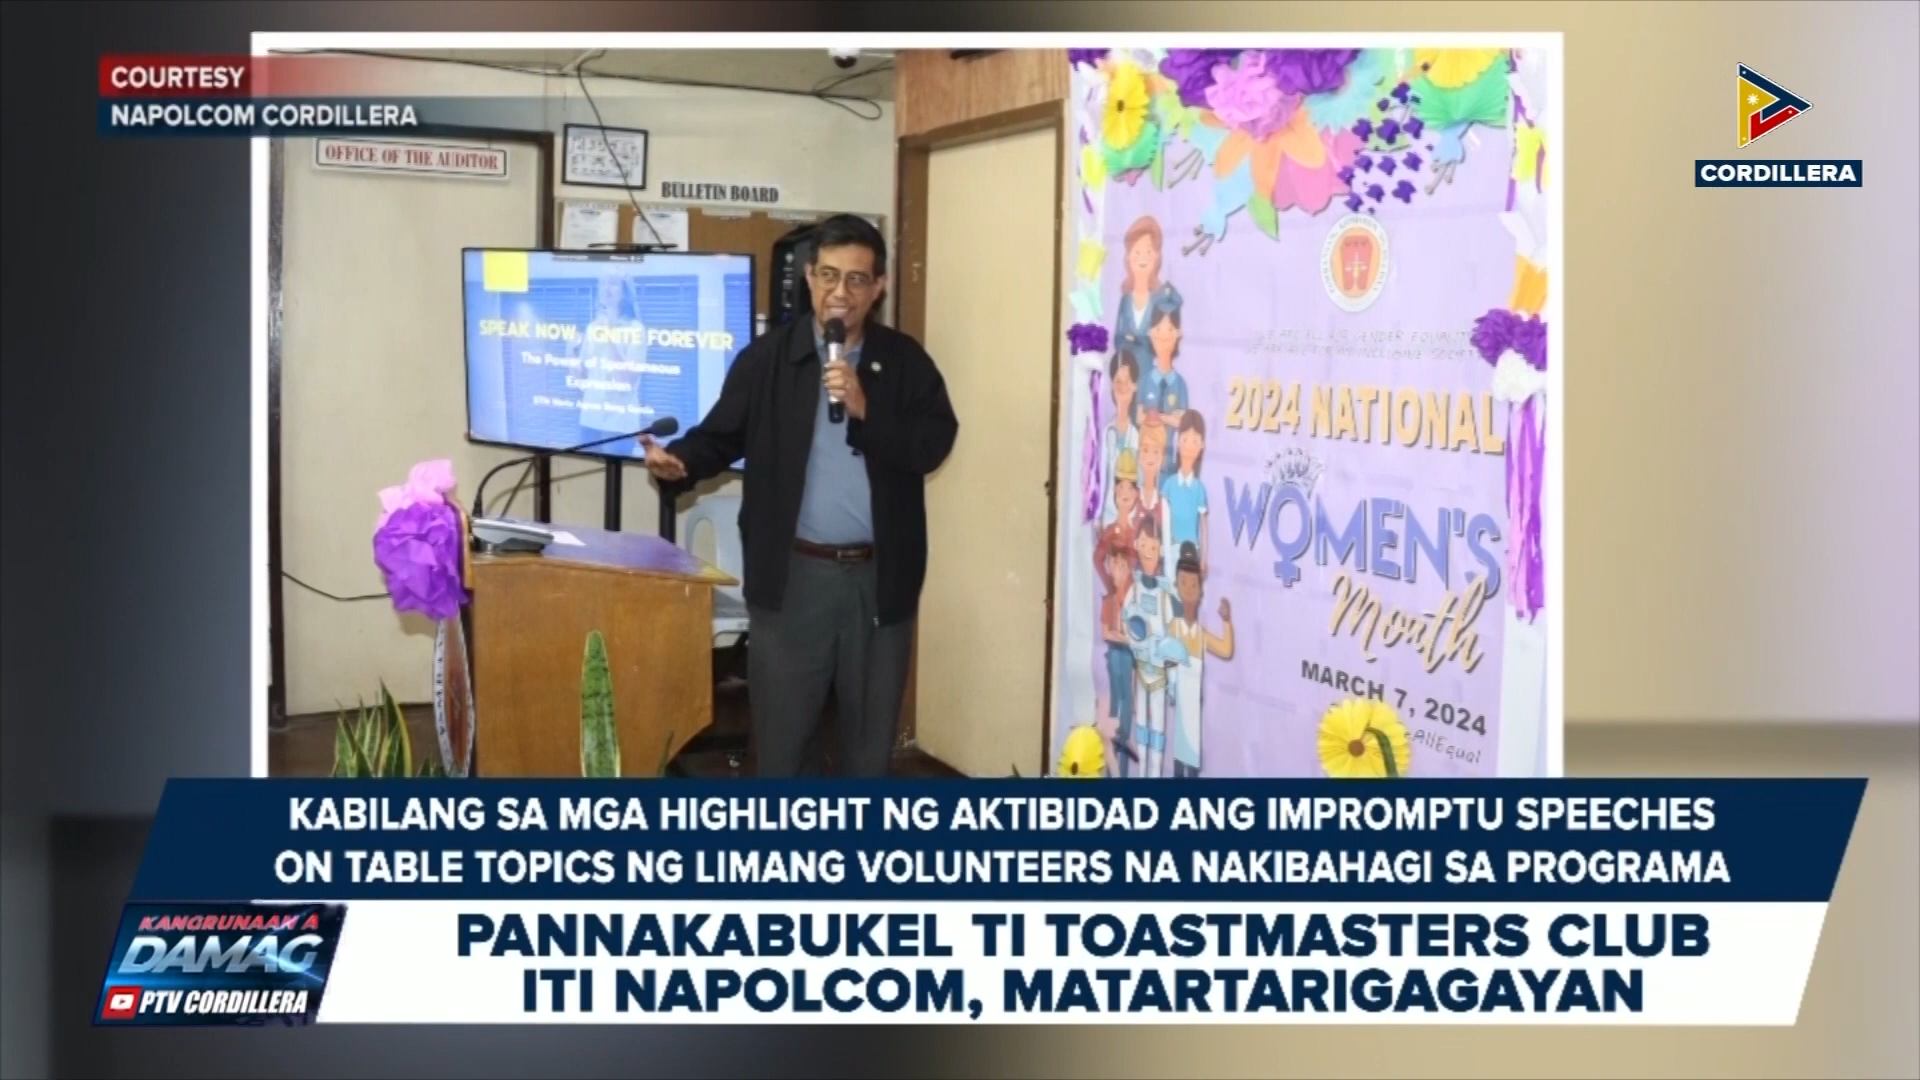 COURTESY
NAPOLCOM CORDILLERA
CORDILLERA
OFFICE OF THE AUDITOR
BULLETIN BOARD
SPEAK NOW, IGNITE FOREVER
The Power of Spontaneous
Expression
2024 NATIONAL
WOMEN'S
Month
MARCH 7, 2024
KABILANG SA MGA HIGHLIGHT NG AKTIBIDAD ANG IMPROMPTU SPEECHES
ON TABLE TOPICS NG LIMANG VOLUNTEERS NA NAKIBAHAGI SA PROGRAMA
KANGRUNAAN A
DAMAG
PTV CORDILLERA
PANNAKABUKEL TI TOASTMASTERS CLUB
ITI NAPOLCOM, MATARTARIGAGAYAN